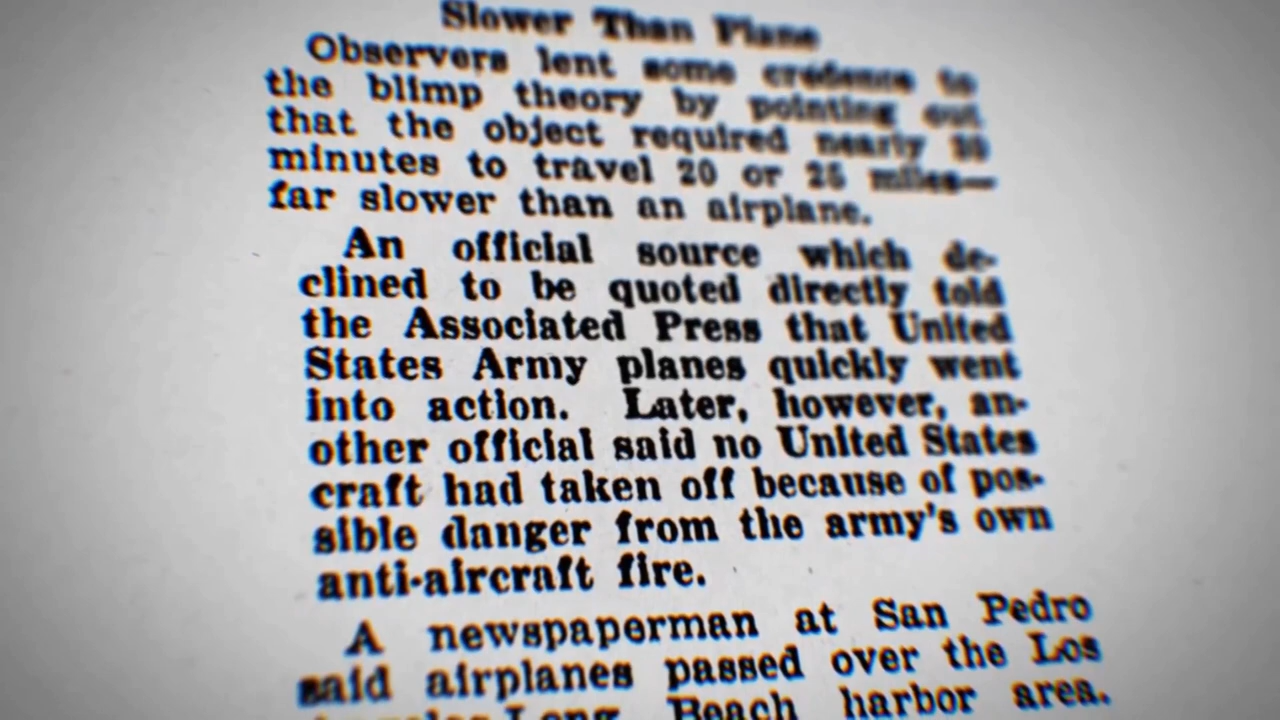 Slower Than Plane
Observers lent some credence to
the blimp theory by pointing out
that the object required nearly
minutes to travel 20 or 25 miles—
far slower than an airplane.
An official source which de-
clined to be quoted directly told
the Associated Press that United
States Army planes quickly went
into action. Later, however, an-
other official said no United States
craft had taken off because of pos-
sible danger from the army's own
anti-aircraft fire.
A newspaperman at San Pedro
said airplanes passed over the Los
Long Beach harbor area.